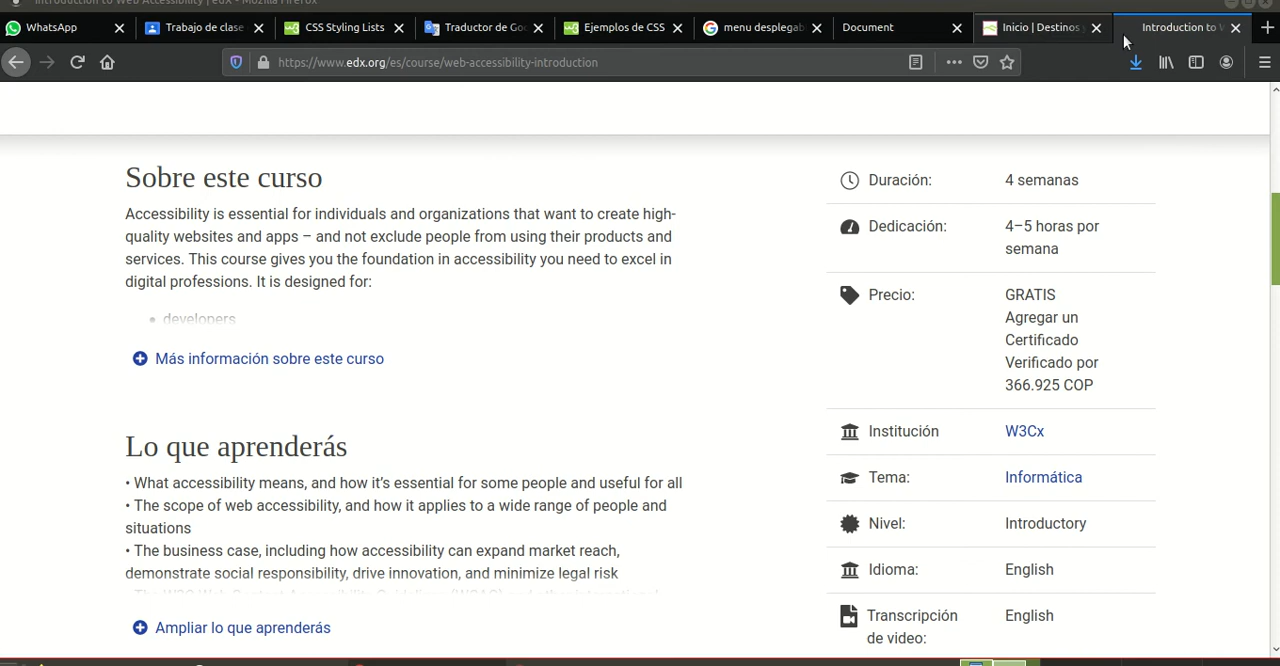 Introduction to Web Accessibility | edX - Mozilla Firefox
WhatsApp
Trabajo de clase
CSS Styling Lists
Traductor de Goo
Ejemplos de CSS
menu desplegab
Document
Inicio | Destinos y
Introduction to W
https://www.edx.org/es/course/web-accessibility-introduction
Sobre este curso
Accessibility is essential for individuals and organizations that want to create high-
quality websites and apps – and not exclude people from using their products and
services. This course gives you the foundation in accessibility you need to excel in
digital professions. It is designed for:
• developers
Más información sobre este curso
Lo que aprenderás
• What accessibility means, and how it’s essential for some people and useful for all
• The scope of web accessibility, and how it applies to a wide range of people and
situations
• The business case, including how accessibility can expand market reach,
demonstrate social responsibility, drive innovation, and minimize legal risk
Ampliar lo que aprenderás
Duración: 4 semanas
Dedicación: 4–5 horas por
semana
Precio: GRATIS
Agregar un
Certificado
Verificado por
366.925 COP
Institución W3Cx
Tema: Informática
Nivel: Introductory
Idioma: English
Transcripción English
de video: